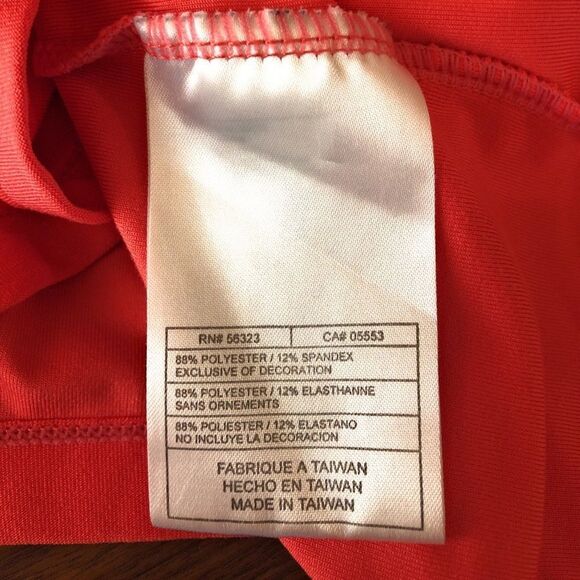 RN# 56323 CA# 05553
88% POLYESTER / 12% SPANDEX
EXCLUSIVE OF DECORATION
88% POLYESTER / 12% ELASTHANNE
SANS ORNEMENTS
88% POLIESTER / 12% ELASTANO
NO INCLUYE LA DECORACION
FABRIQUE A TAIWAN
HECHO EN TAIWAN
MADE IN TAIWAN